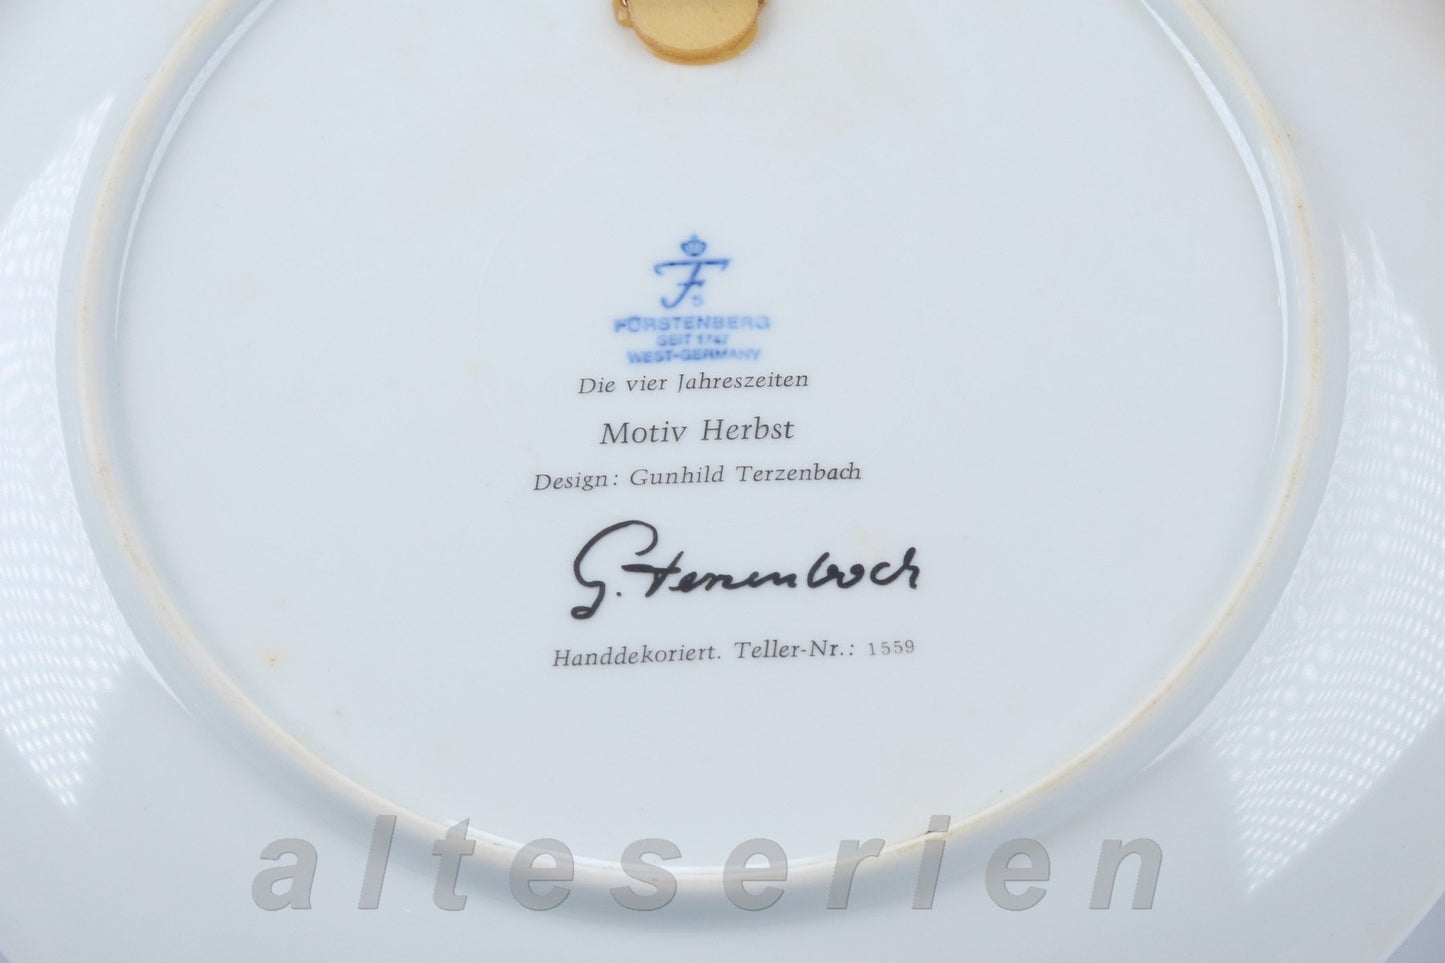 F
5
FÜRSTENBERG
SEIT 1747
WEST-GERMANY
Die vier Jahreszeiten
Motiv Herbst
Design: Gunhild Terzenbach
G. Terzenbach
Handdekoriert. Teller-Nr.: 1559
alteserien